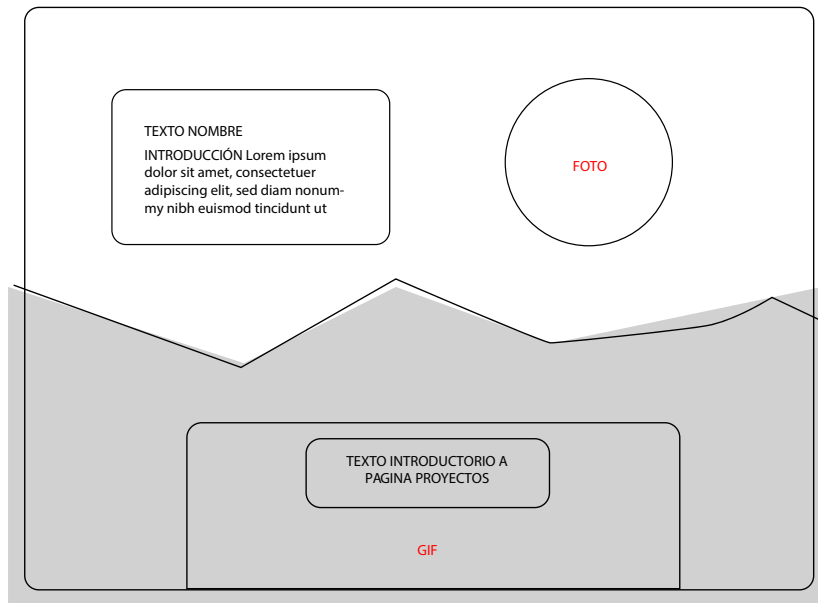 TEXTO NOMBRE
INTRODUCCIÓN Lorem ipsum
dolor sit amet, consectetuer
adipiscing elit, sed diam nonum-
my nibh euismod tincidunt ut
FOTO
TEXTO INTRODUCTORIO A
PAGINA PROYECTOS
GIF